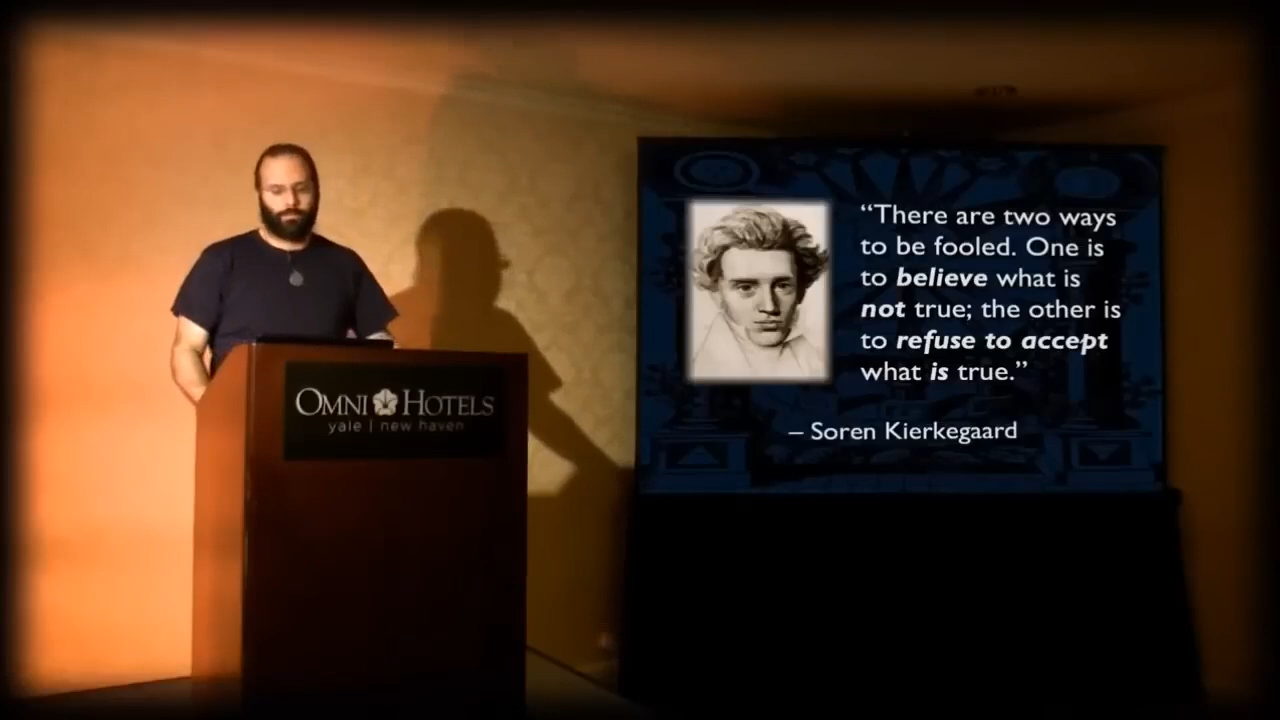 OMNI HOTELS
yale | new haven
“There are two ways
to be fooled. One is
to believe what is
not true; the other is
to refuse to accept
what is true.”
– Soren Kierkegaard